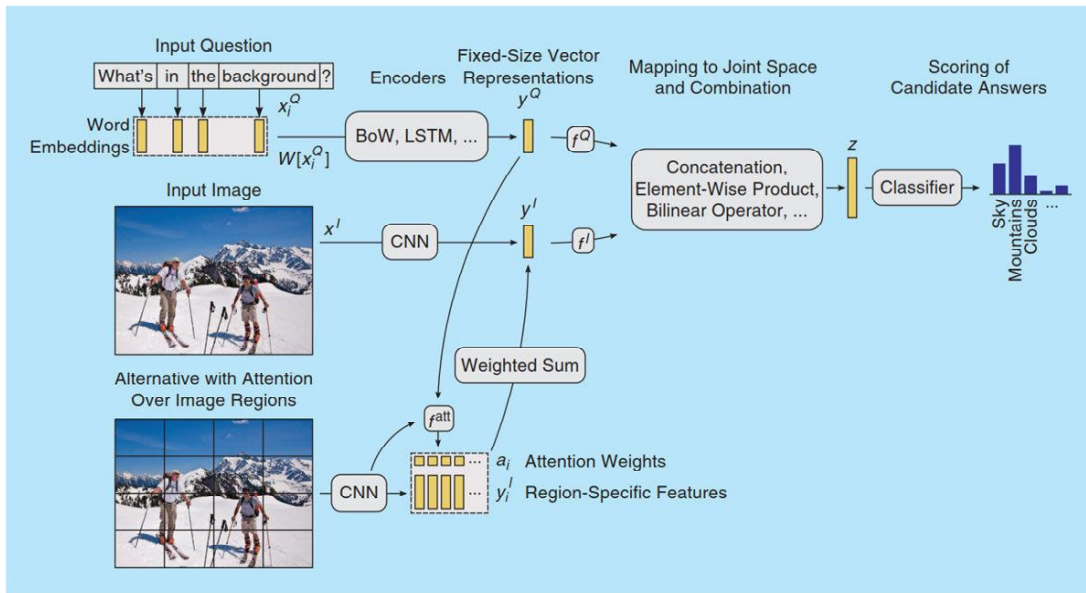 Input Question
What's in the background ?
x_i^Q
Word
Embeddings
W[x_i^Q]
Encoders
BoW, LSTM, ...
Fixed-Size Vector
Representations
y^Q
f^Q
Mapping to Joint Space
and Combination
Concatenation,
Element-Wise Product,
Bilinear Operator, ...
z
Classifier
Scoring of
Candidate Answers
Sky
Mountains
Clouds
...
Input Image
x^I
CNN
y^I
f^I
Weighted Sum
Alternative with Attention
Over Image Regions
CNN
f^att
... a_i Attention Weights
... y_i^I Region-Specific Features